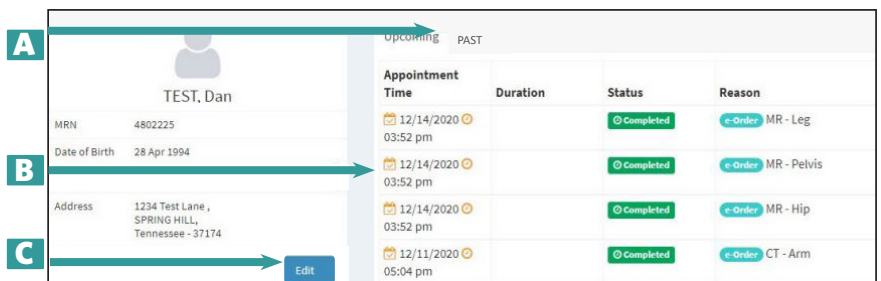 A
Upcoming PAST
TEST, Dan
MRN 4802225
Date of Birth 28 Apr 1994
Address 1234 Test Lane ,
SPRING HILL,
Tennessee - 37174
Edit
B
C
Appointment
Time Duration Status Reason
12/14/2020
03:52 pm Completed e-Order MR - Leg
12/14/2020
03:52 pm Completed e-Order MR - Pelvis
12/14/2020
03:52 pm Completed e-Order MR - Hip
12/11/2020
05:04 pm Completed e-Order CT - Arm